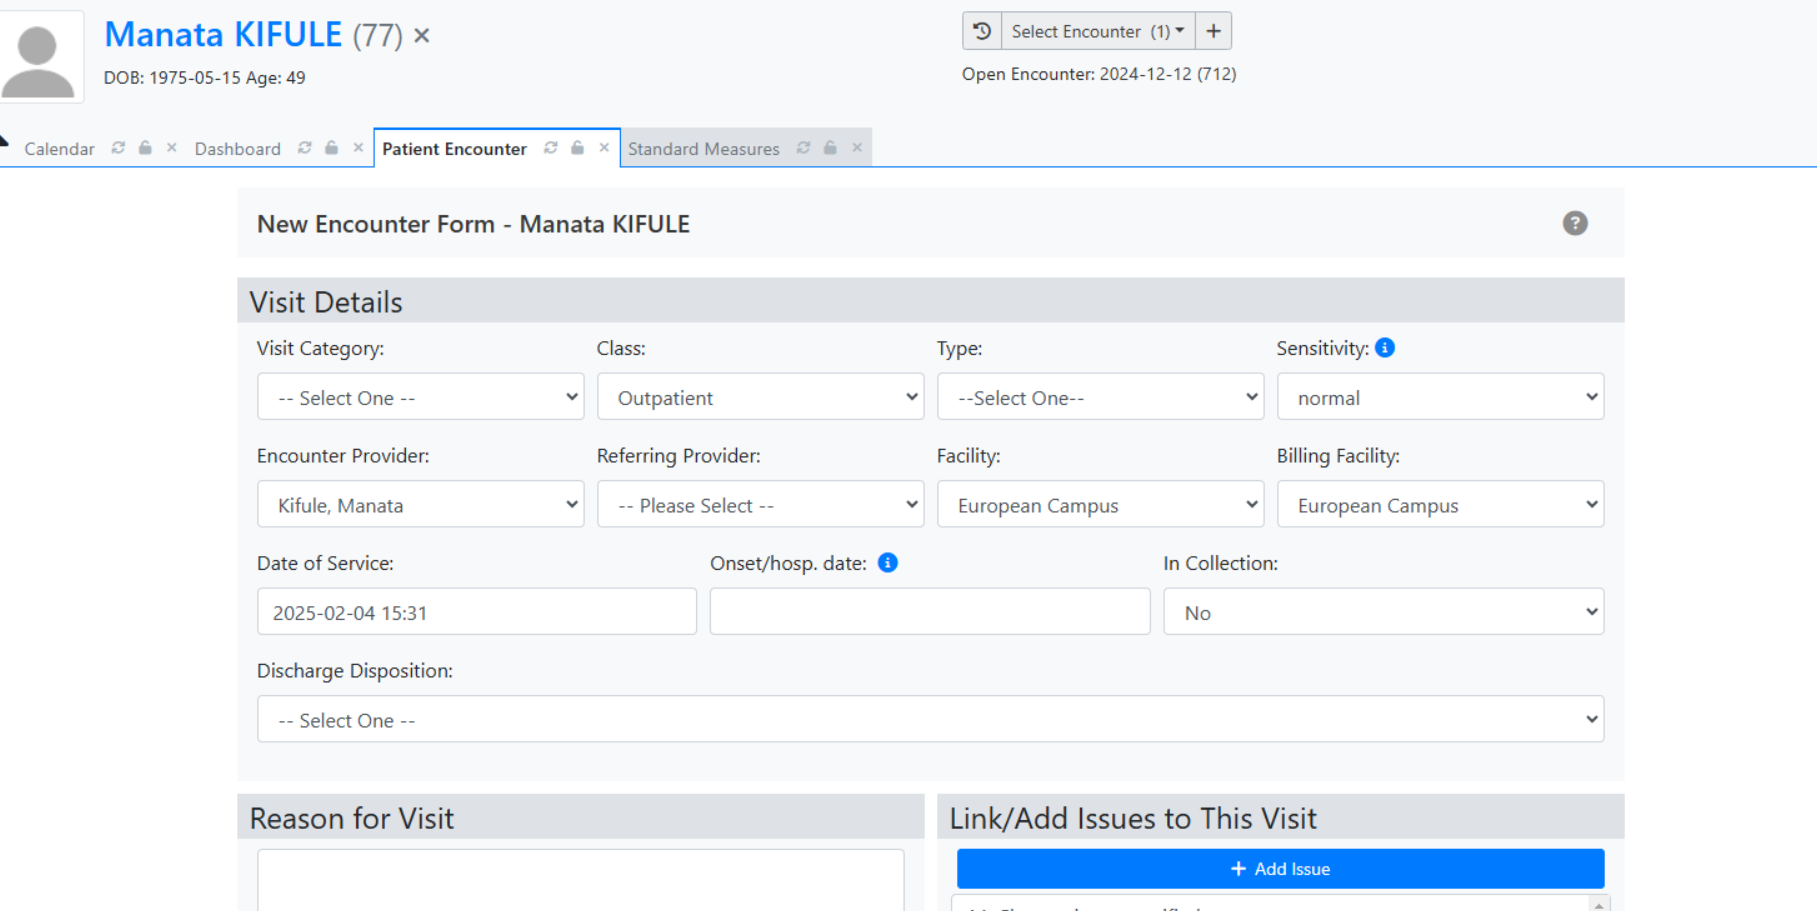 Manata KIFULE (77) ×
Select Encounter (1)
+
DOB: 1975-05-15 Age: 49
Open Encounter: 2024-12-12 (712)
Calendar × Dashboard × Patient Encounter × Standard Measures ×
New Encounter Form - Manata KIFULE
?
Visit Details
Visit Category: Class: Type: Sensitivity: i
-- Select One -- Outpatient --Select One-- normal
Encounter Provider: Referring Provider: Facility: Billing Facility:
Kifule, Manata -- Please Select -- European Campus European Campus
Date of Service: Onset/hosp. date: i In Collection:
2025-02-04 15:31 No
Discharge Disposition:
-- Select One --
Reason for Visit
Link/Add Issues to This Visit
+ Add Issue